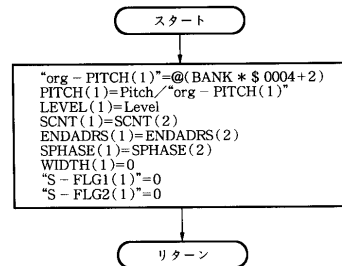 スタート
“org－PITCH(1)”=@(BANK＊$0004+2)
PITCH(1)=Pitch／“org－PITCH(1)”
LEVEL(1)=Level
SCNT(1)=SCNT(2)
ENDADRS(1)=ENDADRS(2)
SPHASE(1)=SPHASE(2)
WIDTH(1)=0
“S－FLG1(1)”=0
“S－FLG2(1)”=0
リターン